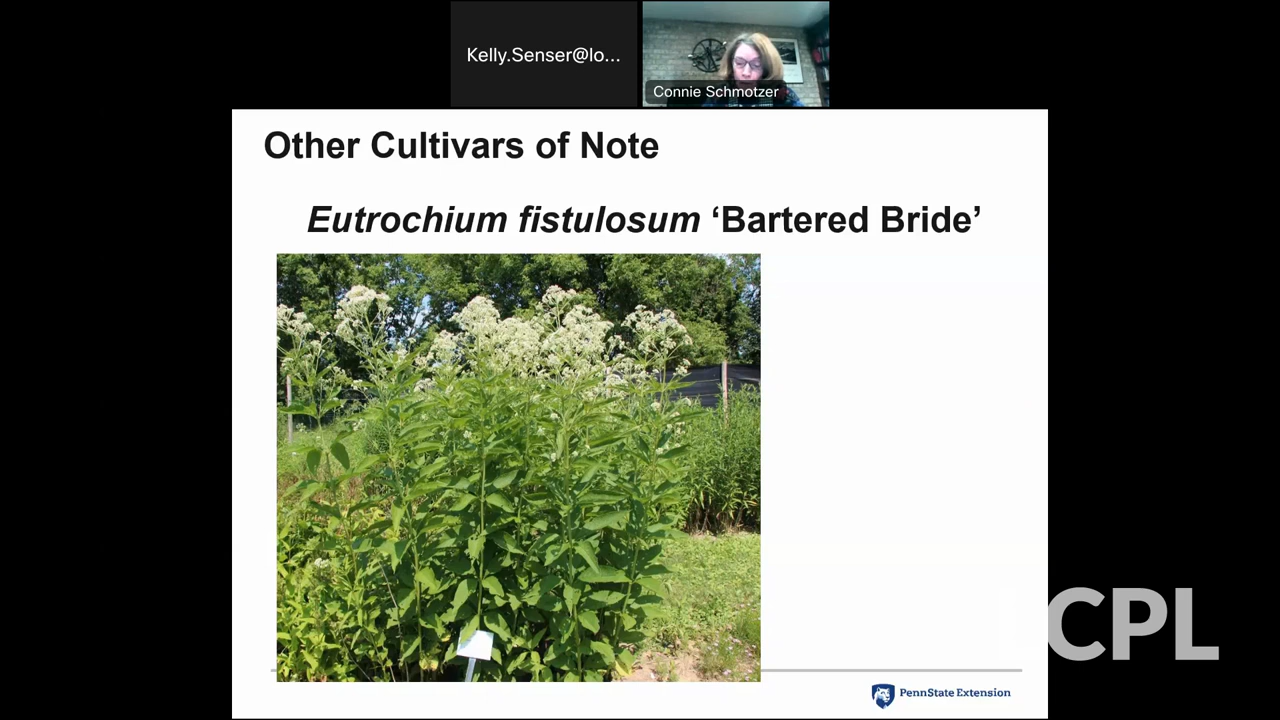 Kelly.Senser@lo...
Connie Schmotzer
Other Cultivars of Note
Eutrochium fistulosum ‘Bartered Bride’
CPL
PennState Extension